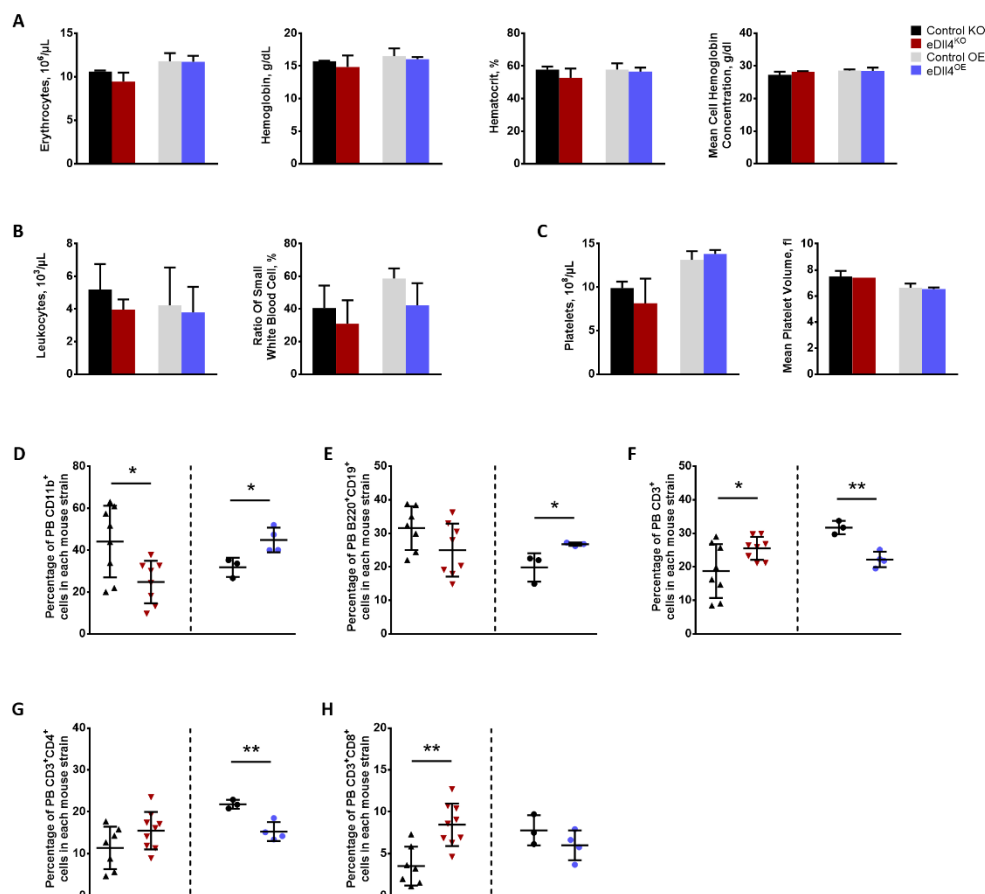 A
Erythrocytes, 10⁶/µL
15
10
5
0
Hemoglobin, g/dL
20
15
10
5
0
Hematocrit, %
80
60
40
20
0
Mean Cell Hemoglobin
Concentration, g/dl
40
30
20
10
0
Control KO
eDll4ᴷᴼ
Control OE
eDll4ᴼᴱ
B
Leukocytes, 10³/µL
8
6
4
2
0
Ratio Of Small
White Blood Cell, %
80
60
40
20
0
C
Platelets, 10⁸/µL
15
10
5
0
Mean Platelet Volume, fl
10
8
6
4
2
0
D
Percentage of PB CD11b⁺
cells in each mouse strain
80
60
40
20
0
*
*
E
Percentage of PB B220⁺CD19⁺
cells in each mouse strain
50
40
30
20
10
0
*
F
Percentage of PB CD3⁺
cells in each mouse strain
50
40
30
20
10
0
*
**
G
Percentage of PB CD3⁺CD4⁺
cells in each mouse strain
40
30
20
10
0
**
H
Percentage of PB CD3⁺CD8⁺
cells in each mouse strain
20
15
10
5
0
**